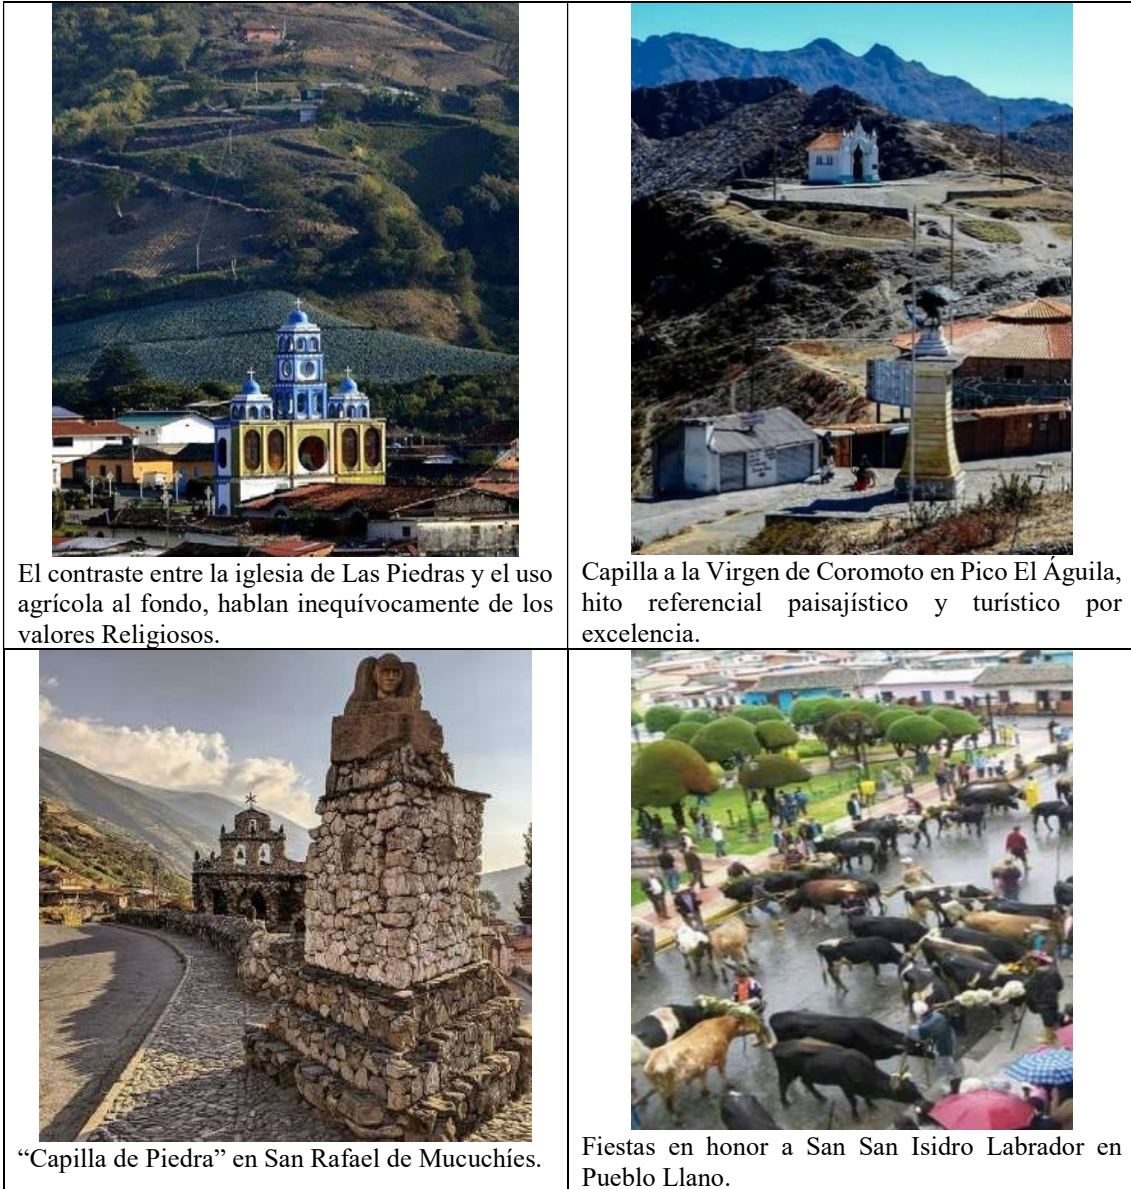 El contraste entre la iglesia de Las Piedras y el uso
agrícola al fondo, hablan inequívocamente de los
valores Religiosos.
Capilla a la Virgen de Coromoto en Pico El Águila,
hito referencial paisajístico y turístico por
excelencia.
“Capilla de Piedra” en San Rafael de Mucuchíes.
Fiestas en honor a San San Isidro Labrador en
Pueblo Llano.